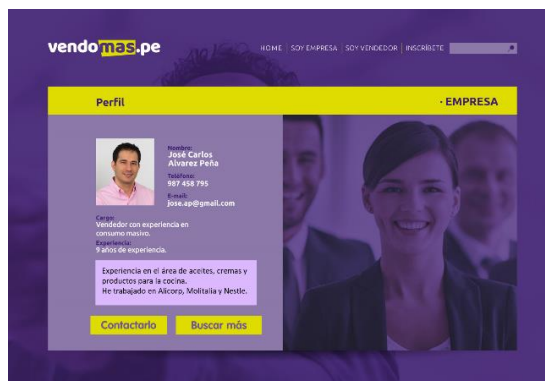 vendomas.pe
HOME | SOY EMPRESA | SOY VENDEDOR | INSCRÍBETE
Perfil
· EMPRESA
Nombre:
José Carlos
Alvarez Peña
Teléfono:
987 458 795
E-mail:
jose.ap@gmail.com
Cargo:
Vendedor con experiencia en
consumo masivo.
Experiencia:
9 años de experiencia.
Experiencia en el área de aceites, cremas y
productos para la cocina.
He trabajado en Alicorp, Molitalia y Nestle.
Contactarlo
Buscar más